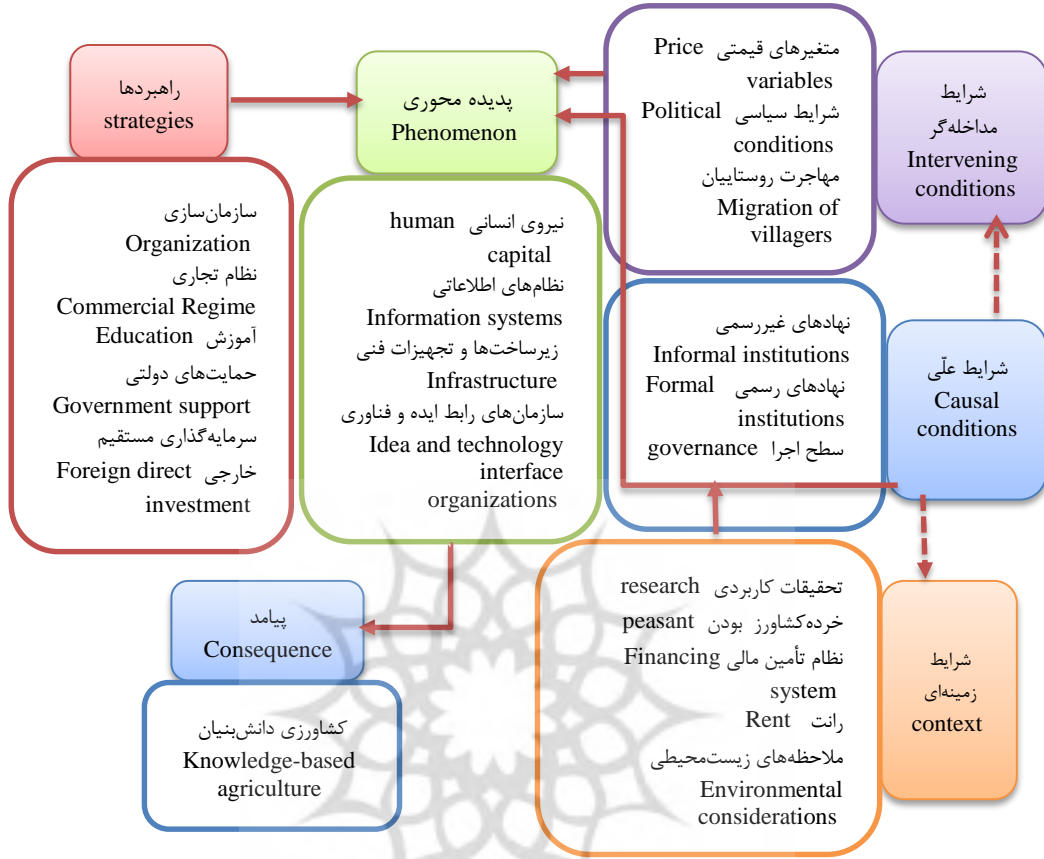 راهبردها
strategies
سازمان‌سازی
Organization
نظام تجاری
Commercial Regime
آموزش Education
حمایت‌های دولتی
Government support
سرمایه‌گذاری مستقیم
خارجی Foreign direct
investment
پدیده محوری
Phenomenon
نیروی انسانی human
capital
نظام‌های اطلاعاتی
Information systems
زیرساخت‌ها و تجهیزات فنی
Infrastructure
سازمان‌های رابط ایده و فناوری
Idea and technology
interface
organizations
متغیرهای قیمتی Price
variables
شرایط سیاسی Political
conditions
مهاجرت روستاییان
Migration of
villagers
شرایط
مداخله‌گر
Intervening
conditions
نهادهای غیررسمی
Informal institutions
نهادهای رسمی Formal
institutions
سطح اجرا governance
شرایط علّی
Causal
conditions
تحقیقات کاربردی research
خرده‌کشاورز بودن peasant
نظام تأمین مالی Financing
system
رانت Rent
ملاحظه‌های زیست‌محیطی
Environmental
considerations
شرایط
زمینه‌ای
context
پیامد
Consequence
کشاورزی دانش‌بنیان
Knowledge-based
agriculture